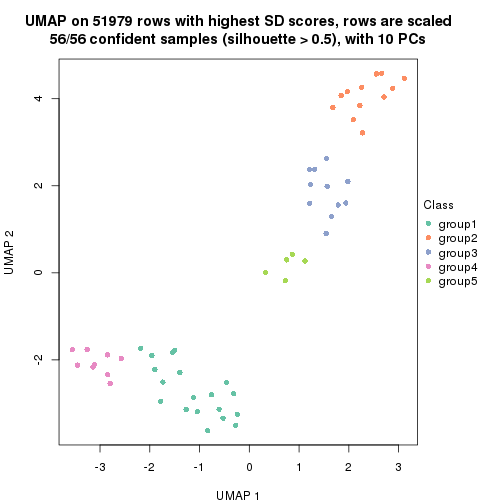 UMAP on 51979 rows with highest SD scores, rows are scaled
56/56 confident samples (silhouette > 0.5), with 10 PCs
4
2
0
-2
UMAP 2
-3
-2
-1
0
1
2
3
UMAP 1
Class
group1
group2
group3
group4
group5